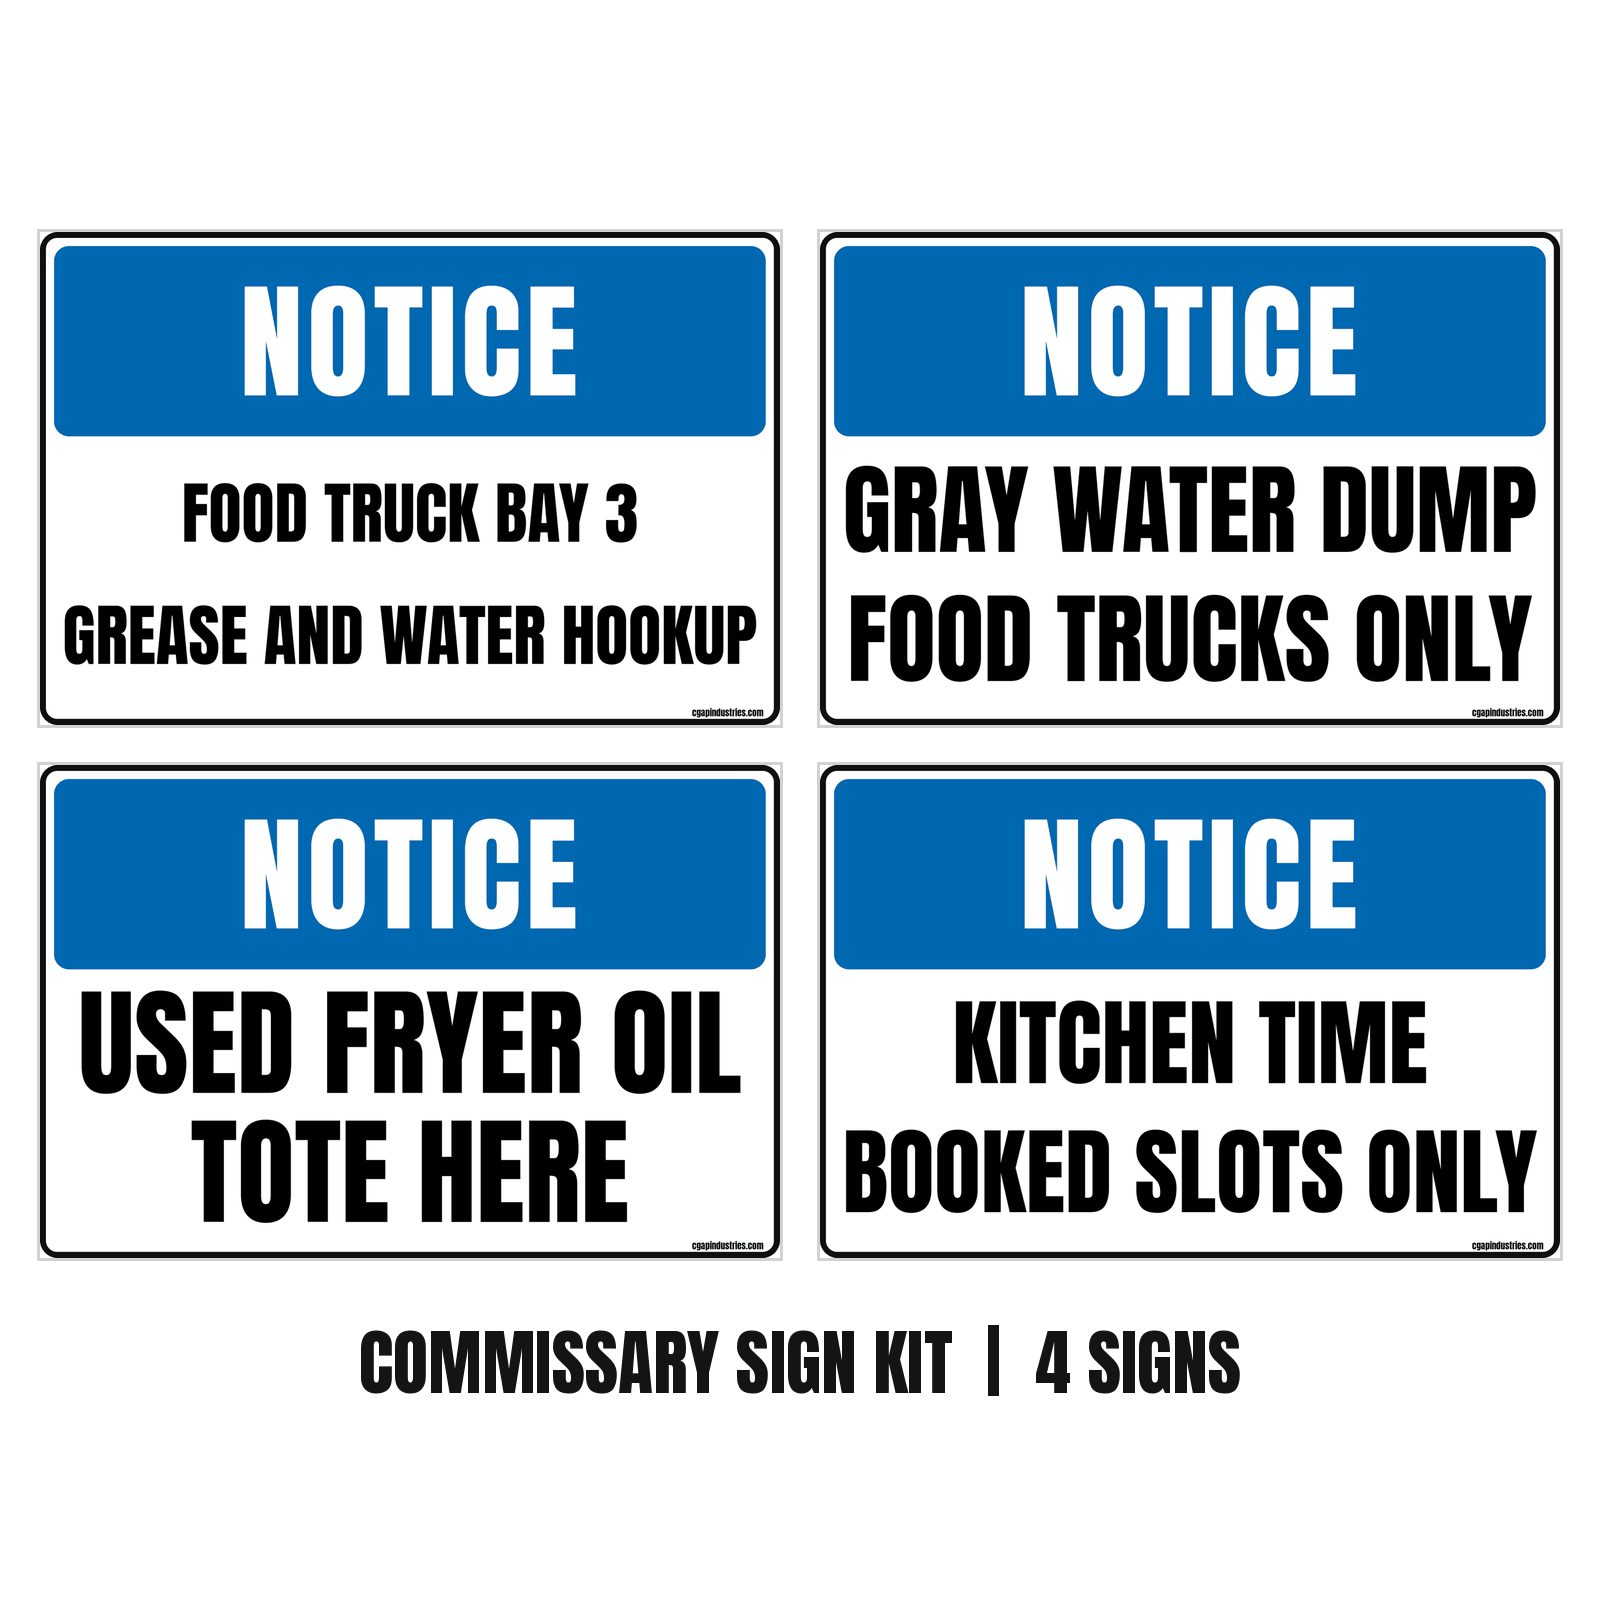 NOTICE
FOOD TRUCK BAY 3
GREASE AND WATER HOOKUP
cgapindustries.com
NOTICE
GRAY WATER DUMP
FOOD TRUCKS ONLY
cgapindustries.com
NOTICE
USED FRYER OIL
TOTE HERE
cgapindustries.com
NOTICE
KITCHEN TIME
BOOKED SLOTS ONLY
cgapindustries.com
COMMISSARY SIGN KIT | 4 SIGNS